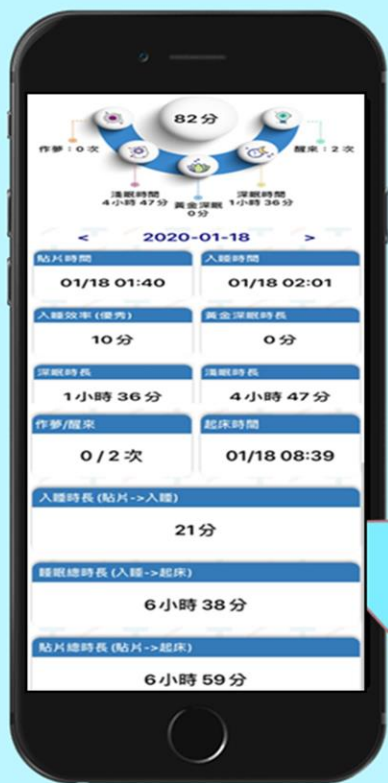 82分
作夢：0 次
醒來：2 次
淺眠時間
4小時 47分
黃金深眠
0分
深眠時間
1小時 36分
< 2020-01-18 >
貼片時間
入睡時間
01/18 01:40
01/18 02:01
入睡效率 (優秀)
黃金深眠時長
10 分
0 分
深眠時長
淺眠時長
1小時 36 分
4小時 47 分
作夢/醒來
起床時間
0 / 2 次
01/18 08:39
入睡時長 (貼片->入睡)
21 分
睡眠總時長 (入睡->起床)
6小時 38 分
貼片總時長 (貼片->起床)
6小時 59 分